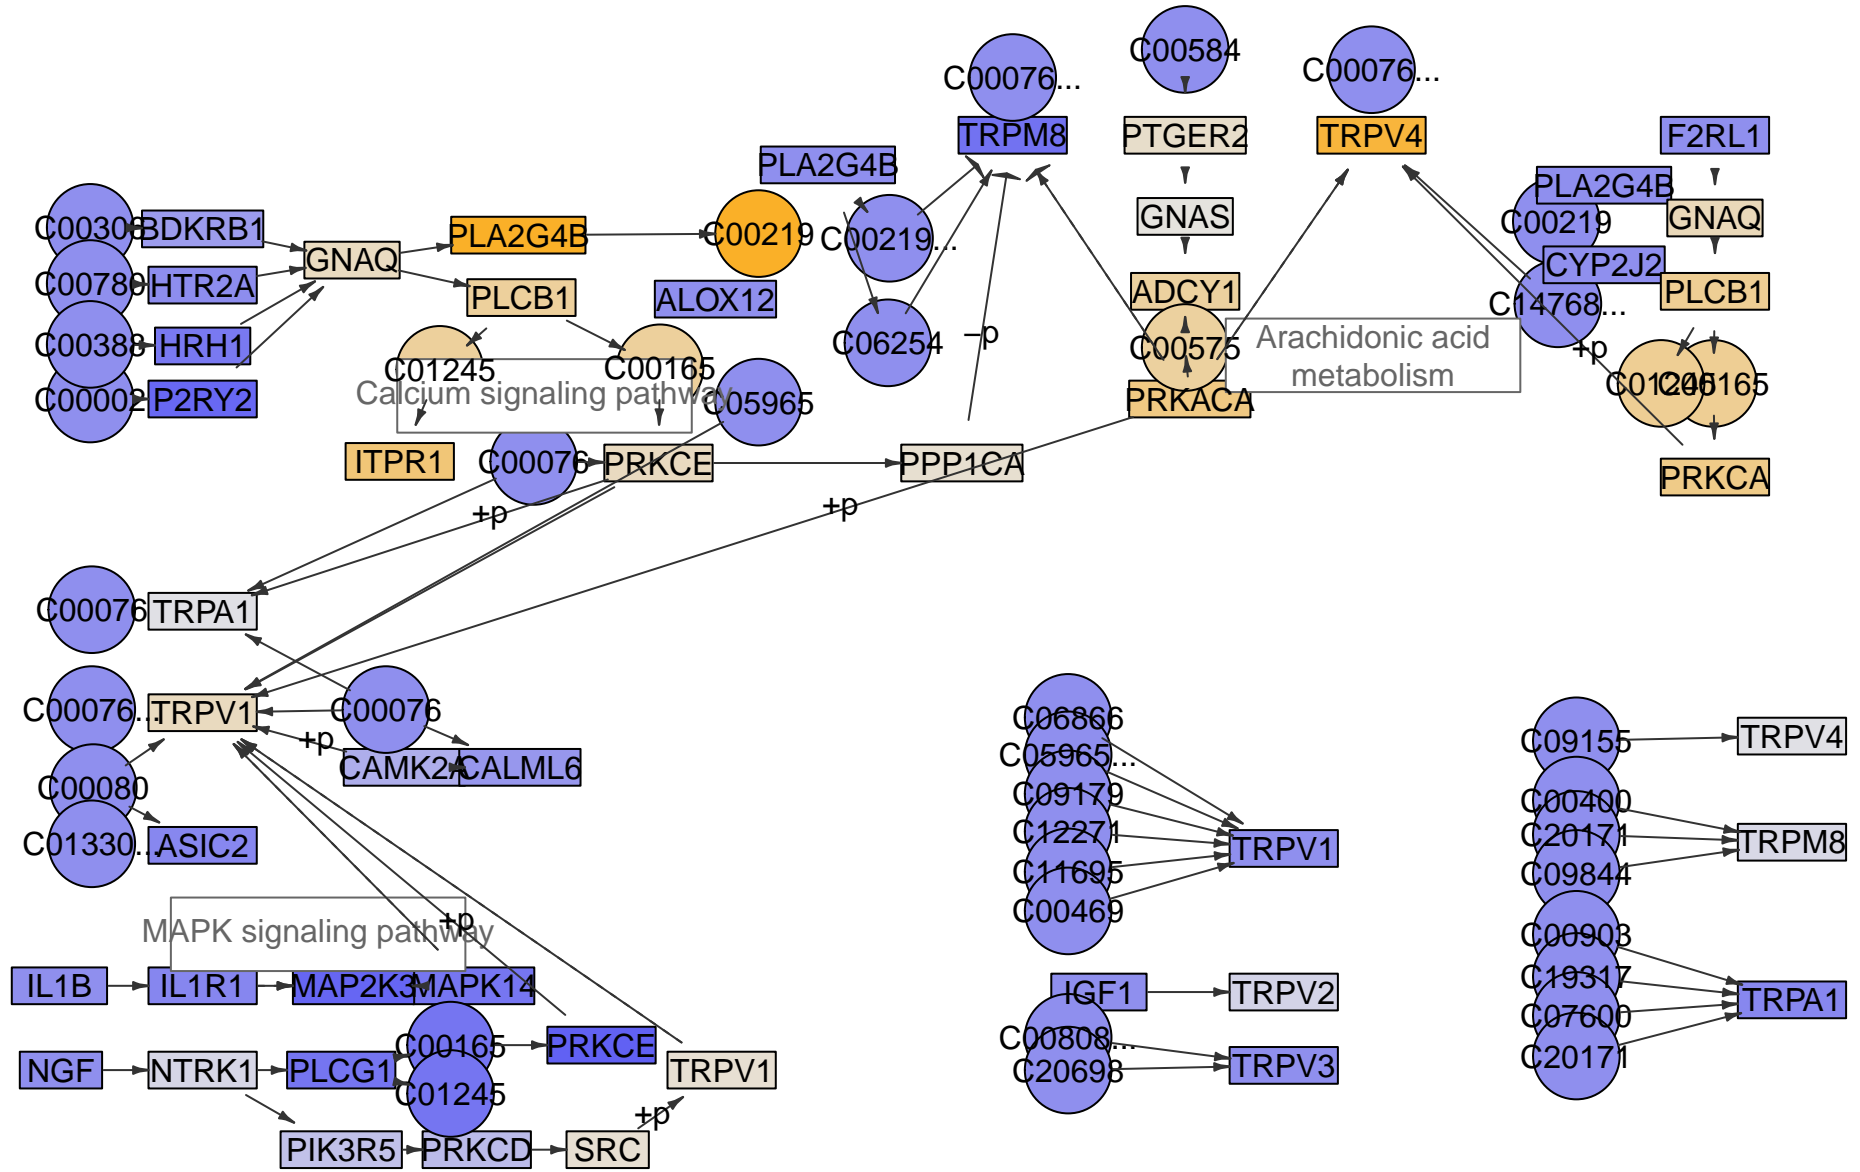 C00584
C00076...
C00076...
TRPM8
PTGER2
TRPV4
F2RL1
PLA2G4B
PLA2G4B
C00308
BDKRB1
GNAS
C00219
GNAQ
PLA2G4B
C00219
C00219...
GNAQ
CYP2J2
C00780
HTR2A
PLCB1
ALOX12
ADCY1
C14768...
PLCB1
C00388
HRH1
C06254
–p
C00575
Arachidonic acid
metabolism
+p
C01245
C00165
Calcium signaling pathway
C01245
C00165
C00002
P2RY2
C05965
PRKACA
ITPR1
C00076
PRKCE
PPP1CA
PRKCA
+p
+p
C00076
TRPA1
C00076...
TRPV1
C00076
+p
CAMK2A
CALML6
C00080
C01330...
ASIC2
C06866
C05965...
C09179
C12271
C11695
C00469
TRPV1
C09155
TRPV4
C00400
C20171
C09844
TRPM8
MAPK signaling pathway
+p
IL1B
IL1R1
MAP2K3
MAPK14
IGF1
TRPV2
C00903
C19317
C07600
C20171
TRPA1
C00808...
C20698
TRPV3
NGF
NTRK1
PLCG1
C00165
C01245
PRKCE
TRPV1
+p
PIK3R5
PRKCD
SRC